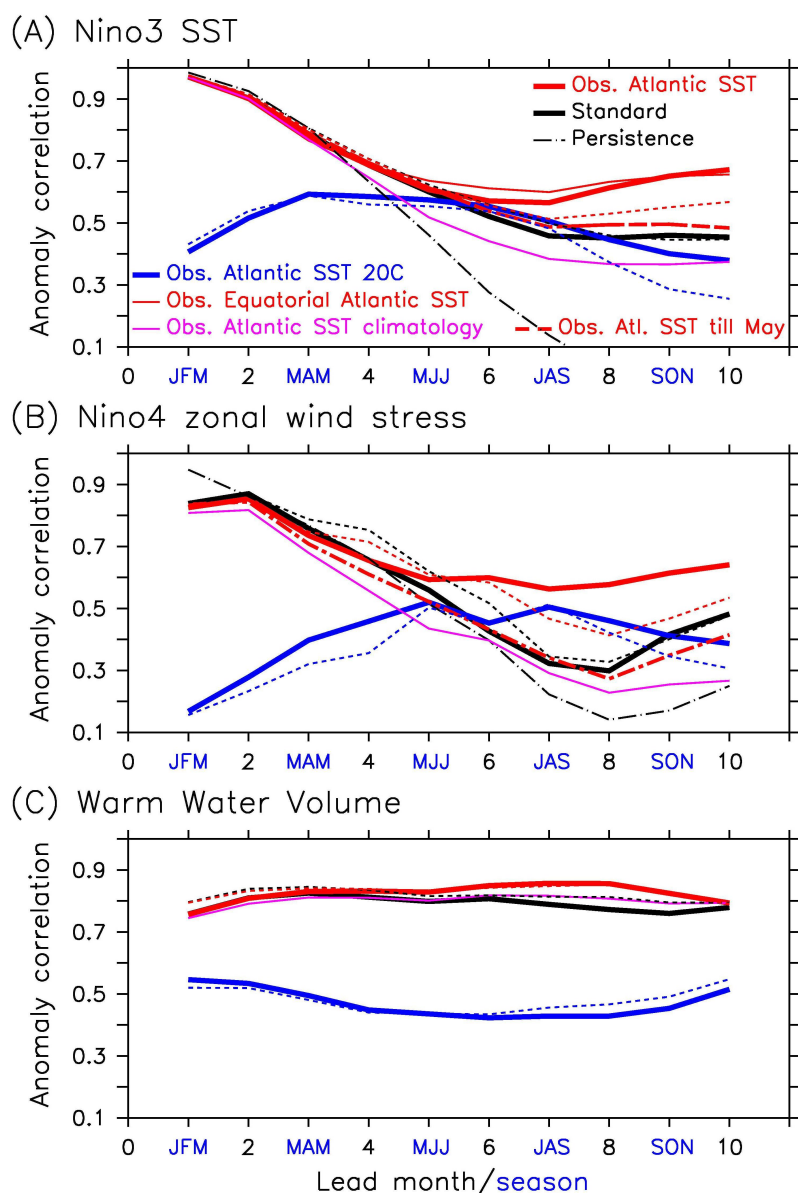 (A) Nino3 SST
Anomaly correlation
0.9
0.7
0.5
0.3
0.1
Obs. Atlantic SST
Standard
Persistence
Obs. Atlantic SST 20C
Obs. Equatorial Atlantic SST
Obs. Atlantic SST climatology
Obs. Atl. SST till May
0 JFM 2 MAM 4 MJJ 6 JAS 8 SON 10
(B) Nino4 zonal wind stress
Anomaly correlation
0.9
0.7
0.5
0.3
0.1
0 JFM 2 MAM 4 MJJ 6 JAS 8 SON 10
(C) Warm Water Volume
Anomaly correlation
0.9
0.7
0.5
0.3
0.1
0 JFM 2 MAM 4 MJJ 6 JAS 8 SON 10
Lead month/season